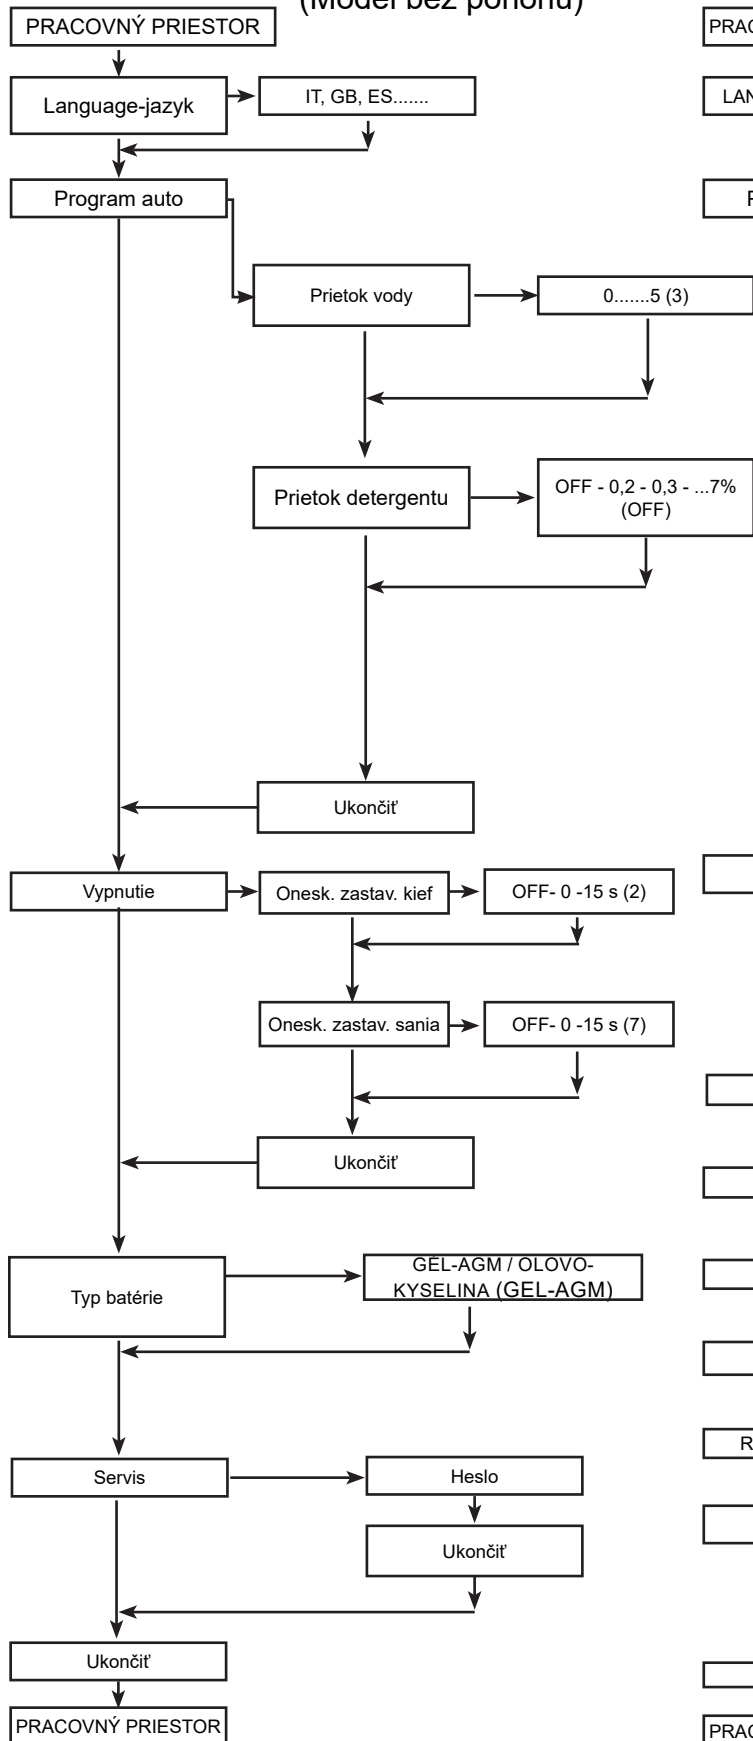 (Model bez pohonu)
PRACOVNÝ PRIESTOR
Language-jazyk
IT, GB, ES.......
Program auto
Prietok vody
0.......5 (3)
Prietok detergentu
OFF - 0,2 - 0,3 - ...7%
(OFF)
Ukončiť
Vypnutie
Onesk. zastav. kief
OFF- 0 -15 s (2)
Onesk. zastav. sania
OFF- 0 -15 s (7)
Ukončiť
Typ batérie
GÉL-AGM / OLOVO-
KYSELINA (GEL-AGM)
Servis
Heslo
Ukončiť
Ukončiť
PRACOVNÝ PRIESTOR